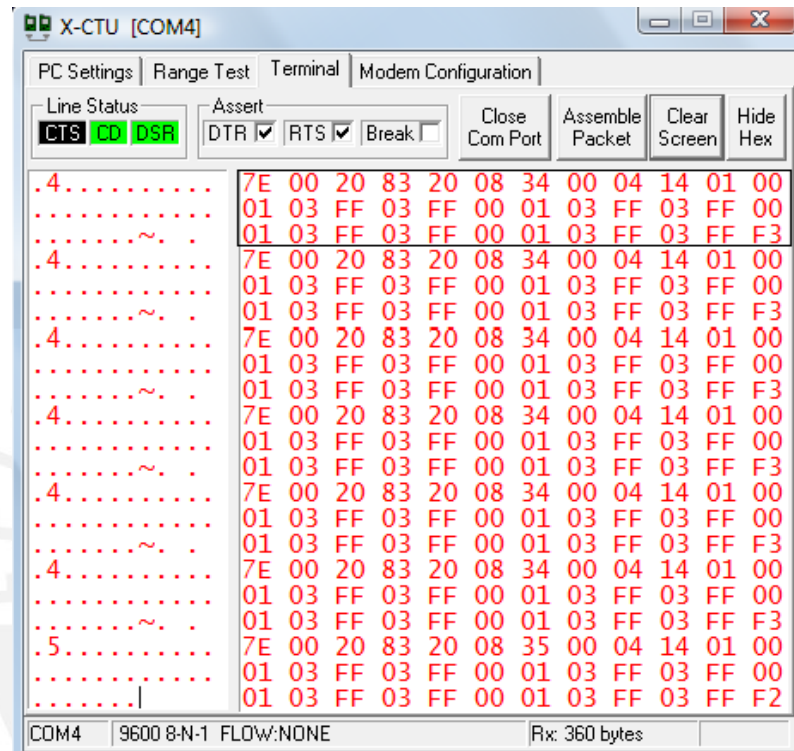 X-CTU [COM4]
PC Settings Range Test Terminal Modem Configuration
Line Status Assert
CTS CD DSR DTR RTS Break Close Com Port Assemble Packet Clear Screen Hide Hex
.4.......... 7E 00 20 83 20 08 34 00 04 14 01 00
............ 01 03 FF 03 FF 00 01 03 FF 03 FF 00
.......~. . 01 03 FF 03 FF 00 01 03 FF 03 FF F3
.4.......... 7E 00 20 83 20 08 34 00 04 14 01 00
............ 01 03 FF 03 FF 00 01 03 FF 03 FF 00
.......~. . 01 03 FF 03 FF 00 01 03 FF 03 FF F3
.4.......... 7E 00 20 83 20 08 34 00 04 14 01 00
............ 01 03 FF 03 FF 00 01 03 FF 03 FF 00
.......~. . 01 03 FF 03 FF 00 01 03 FF 03 FF F3
.4.......... 7E 00 20 83 20 08 34 00 04 14 01 00
............ 01 03 FF 03 FF 00 01 03 FF 03 FF 00
.......~. . 01 03 FF 03 FF 00 01 03 FF 03 FF F3
.4.......... 7E 00 20 83 20 08 34 00 04 14 01 00
............ 01 03 FF 03 FF 00 01 03 FF 03 FF 00
.......~. . 01 03 FF 03 FF 00 01 03 FF 03 FF F3
.4.......... 7E 00 20 83 20 08 34 00 04 14 01 00
............ 01 03 FF 03 FF 00 01 03 FF 03 FF 00
.......~. . 01 03 FF 03 FF 00 01 03 FF 03 FF F3
.5.......... 7E 00 20 83 20 08 35 00 04 14 01 00
............ 01 03 FF 03 FF 00 01 03 FF 03 FF 00
....... 01 03 FF 03 FF 00 01 03 FF 03 FF F2
COM4 9600 8-N-1 FLOW:NONE Rx: 360 bytes